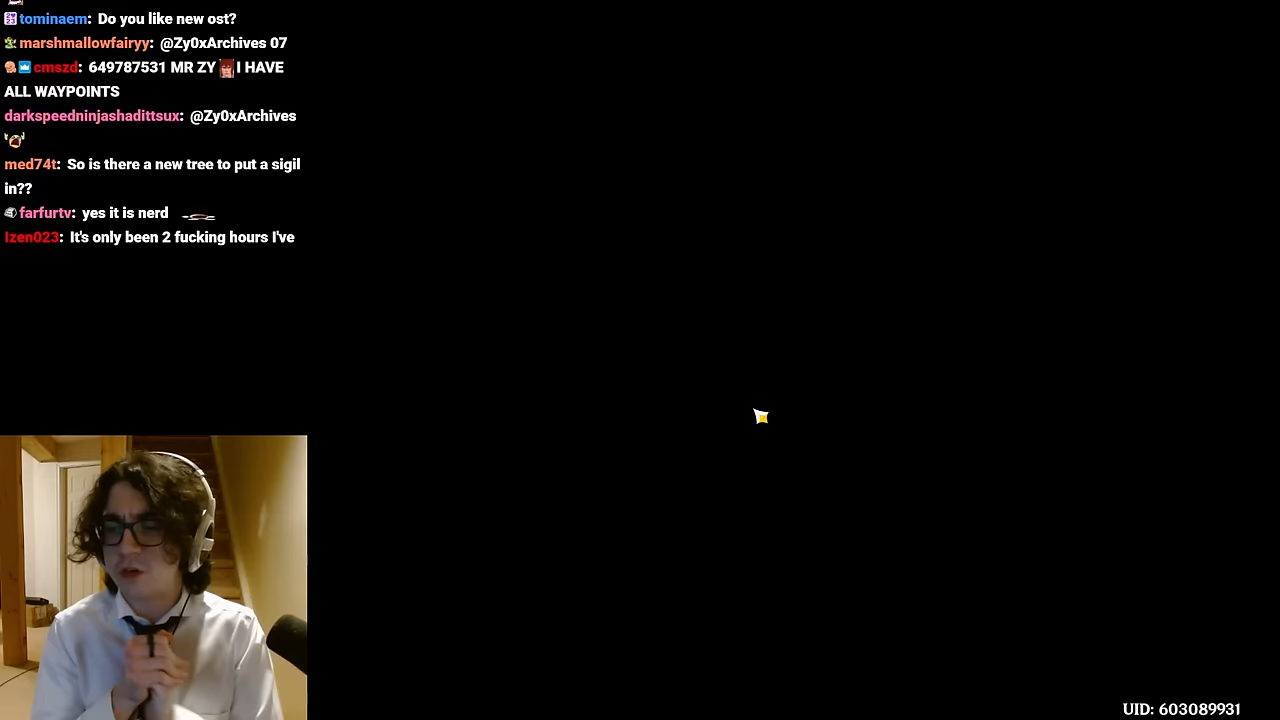 tominaem: Do you like new ost?
marshmallowfairyy: @Zy0xArchives 07
cmszd: 649787531 MR ZY I HAVE
ALL WAYPOINTS
darkspeedninjashadittsux: @Zy0xArchives
med74t: So is there a new tree to put a sigil
in??
farfurtv: yes it is nerd
Izen023: It's only been 2 fucking hours I've
UID: 603089931